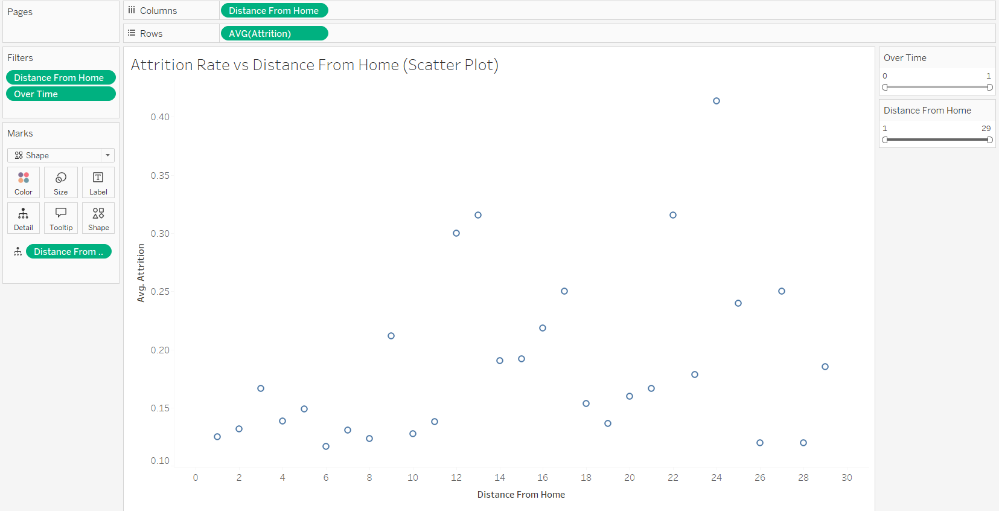 Pages
Columns
Distance From Home
Rows
AVG(Attrition)
Filters
Distance From Home
Over Time
Marks
Shape
Color
Size
Label
Detail
Tooltip
Shape
Distance From ..
Attrition Rate vs Distance From Home (Scatter Plot)
Avg. Attrition
0.40
0.35
0.30
0.25
0.20
0.15
0.10
0 2 4 6 8 10 12 14 16 18 20 22 24 26 28 30
Distance From Home
Over Time
0 1
Distance From Home
1 29